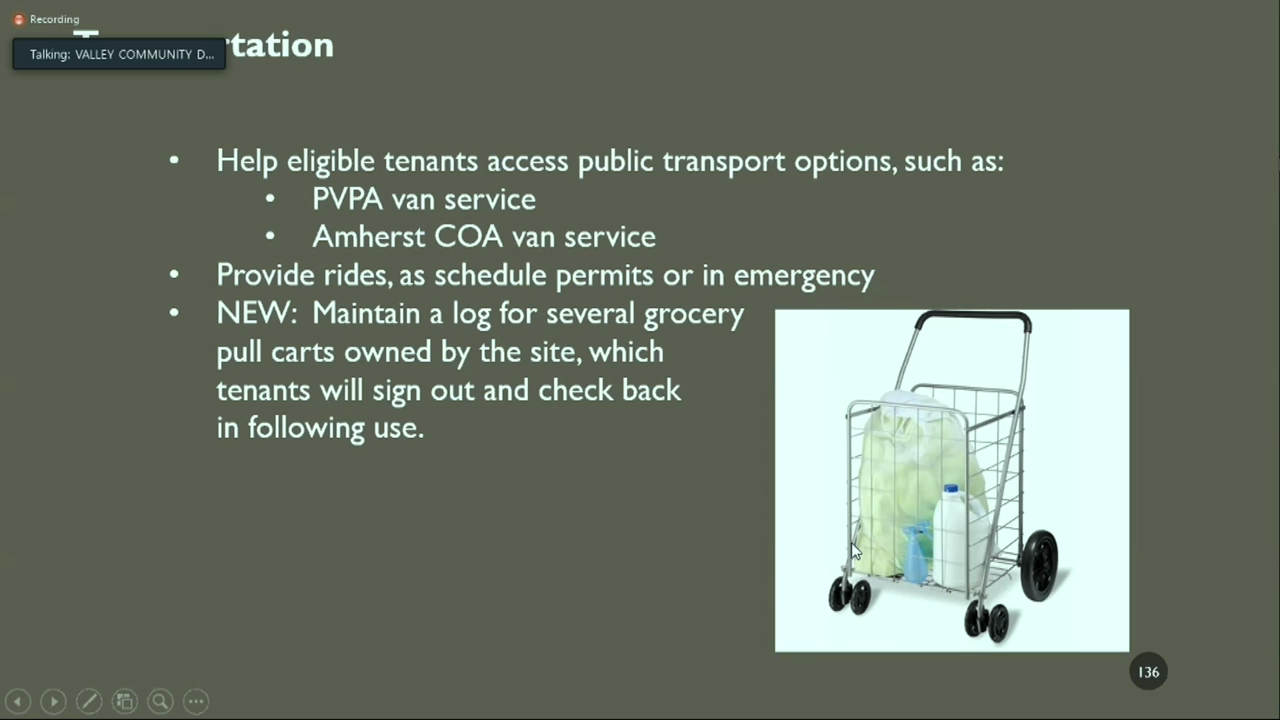 Recording
Talking: VALLEY COMMUNITY D...
rtation
• Help eligible tenants access public transport options, such as:
• PVPA van service
• Amherst COA van service
• Provide rides, as schedule permits or in emergency
• NEW: Maintain a log for several grocery
pull carts owned by the site, which
tenants will sign out and check back
in following use.
136